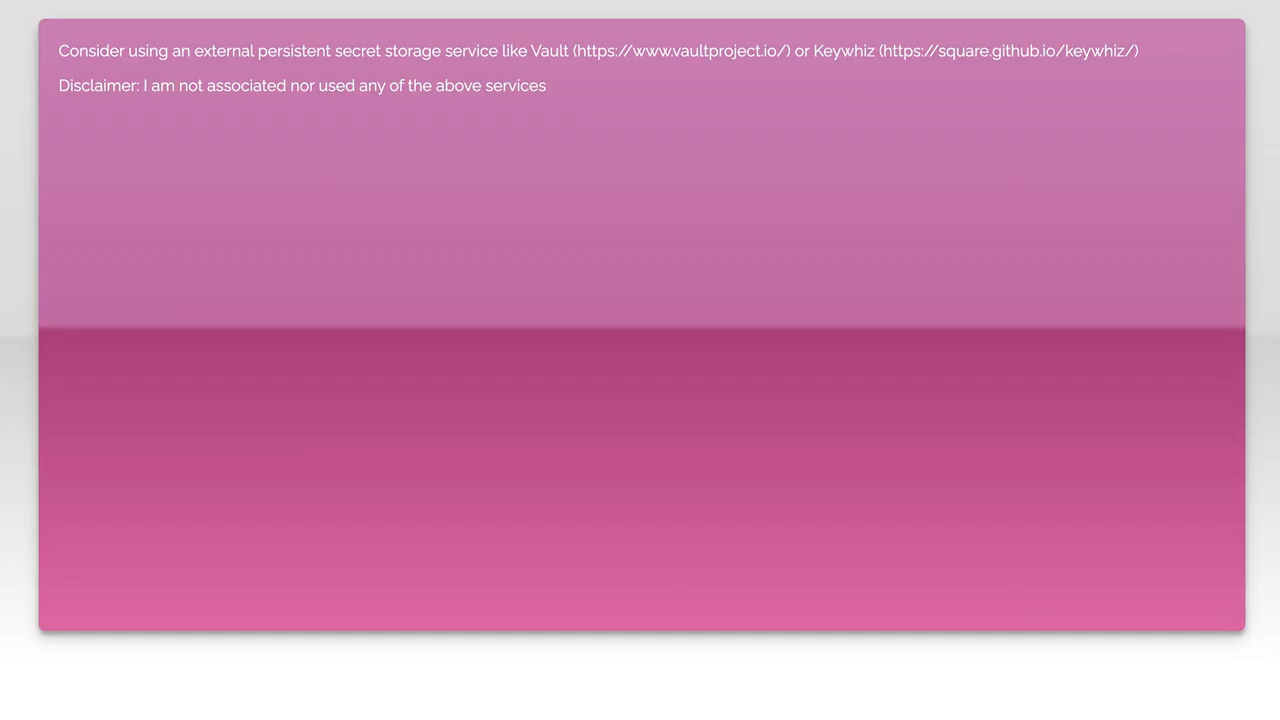 Consider using an external persistent secret storage service like Vault (https://www.vaultproject.io/) or Keywhiz (https://square.github.io/keywhiz/)
Disclaimer: I am not associated nor used any of the above services